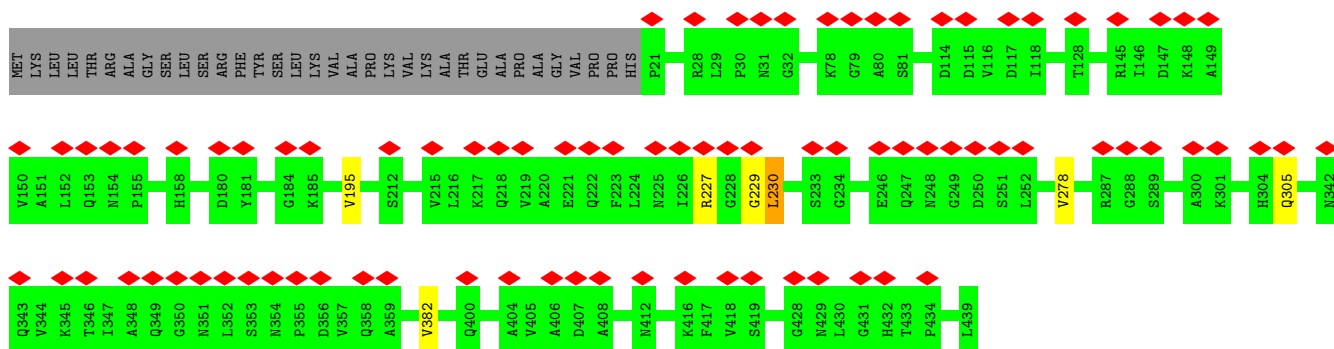 MET LYS LEU LEU THR ARG ALA GLY SER LEU SER ARG PHE TYR SER LEU LYS VAL ALA PRO LYS VAL LYS ALA THR GLU ALA PRO ALA GLY VAL PRO PRO HIS P21 R28 L29 P30 N31 G32 K78 G79 A80 S81 D114 D115 V116 D117 I118 T128 R145 I146 D147 K148 A149
V150 A151 L152 Q153 N154 P155 H158 D180 Y181 G184 K185 V195 S212 V215 L216 K217 Q218 V219 A220 E221 Q222 F223 L224 N225 I226 R227 G228 G229 L230 S233 G234 E246 Q247 N248 G249 D250 S251 L252 V278 R287 G288 S289 A300 K301 H304 Q305 N342
Q343 V344 K345 T346 I347 A348 Q349 G350 N351 L352 S353 N354 P355 D356 V357 Q358 A359 V382 Q400 A404 V405 A406 D407 A408 N412 K416 F417 V418 S419 G428 N429 L430 G431 H432 T433 P434 L439